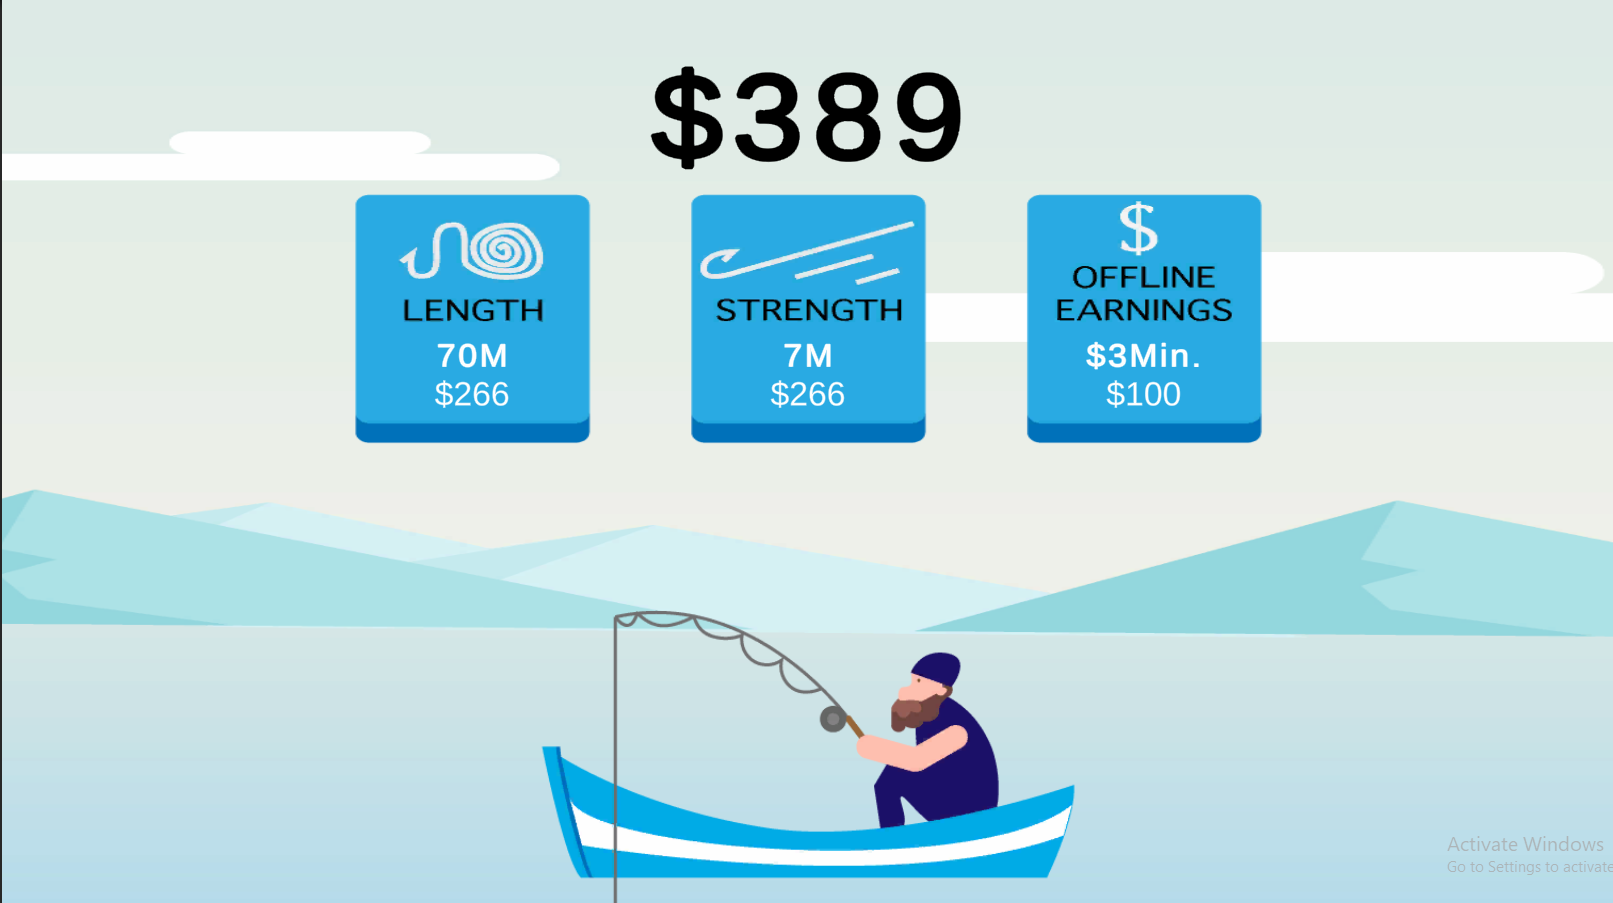 $389
$
LENGTH
STRENGTH
OFFLINE
EARNINGS
70M
7M
$3Min.
$266
$266
$100
Activate Windows
Go to Settings to activate